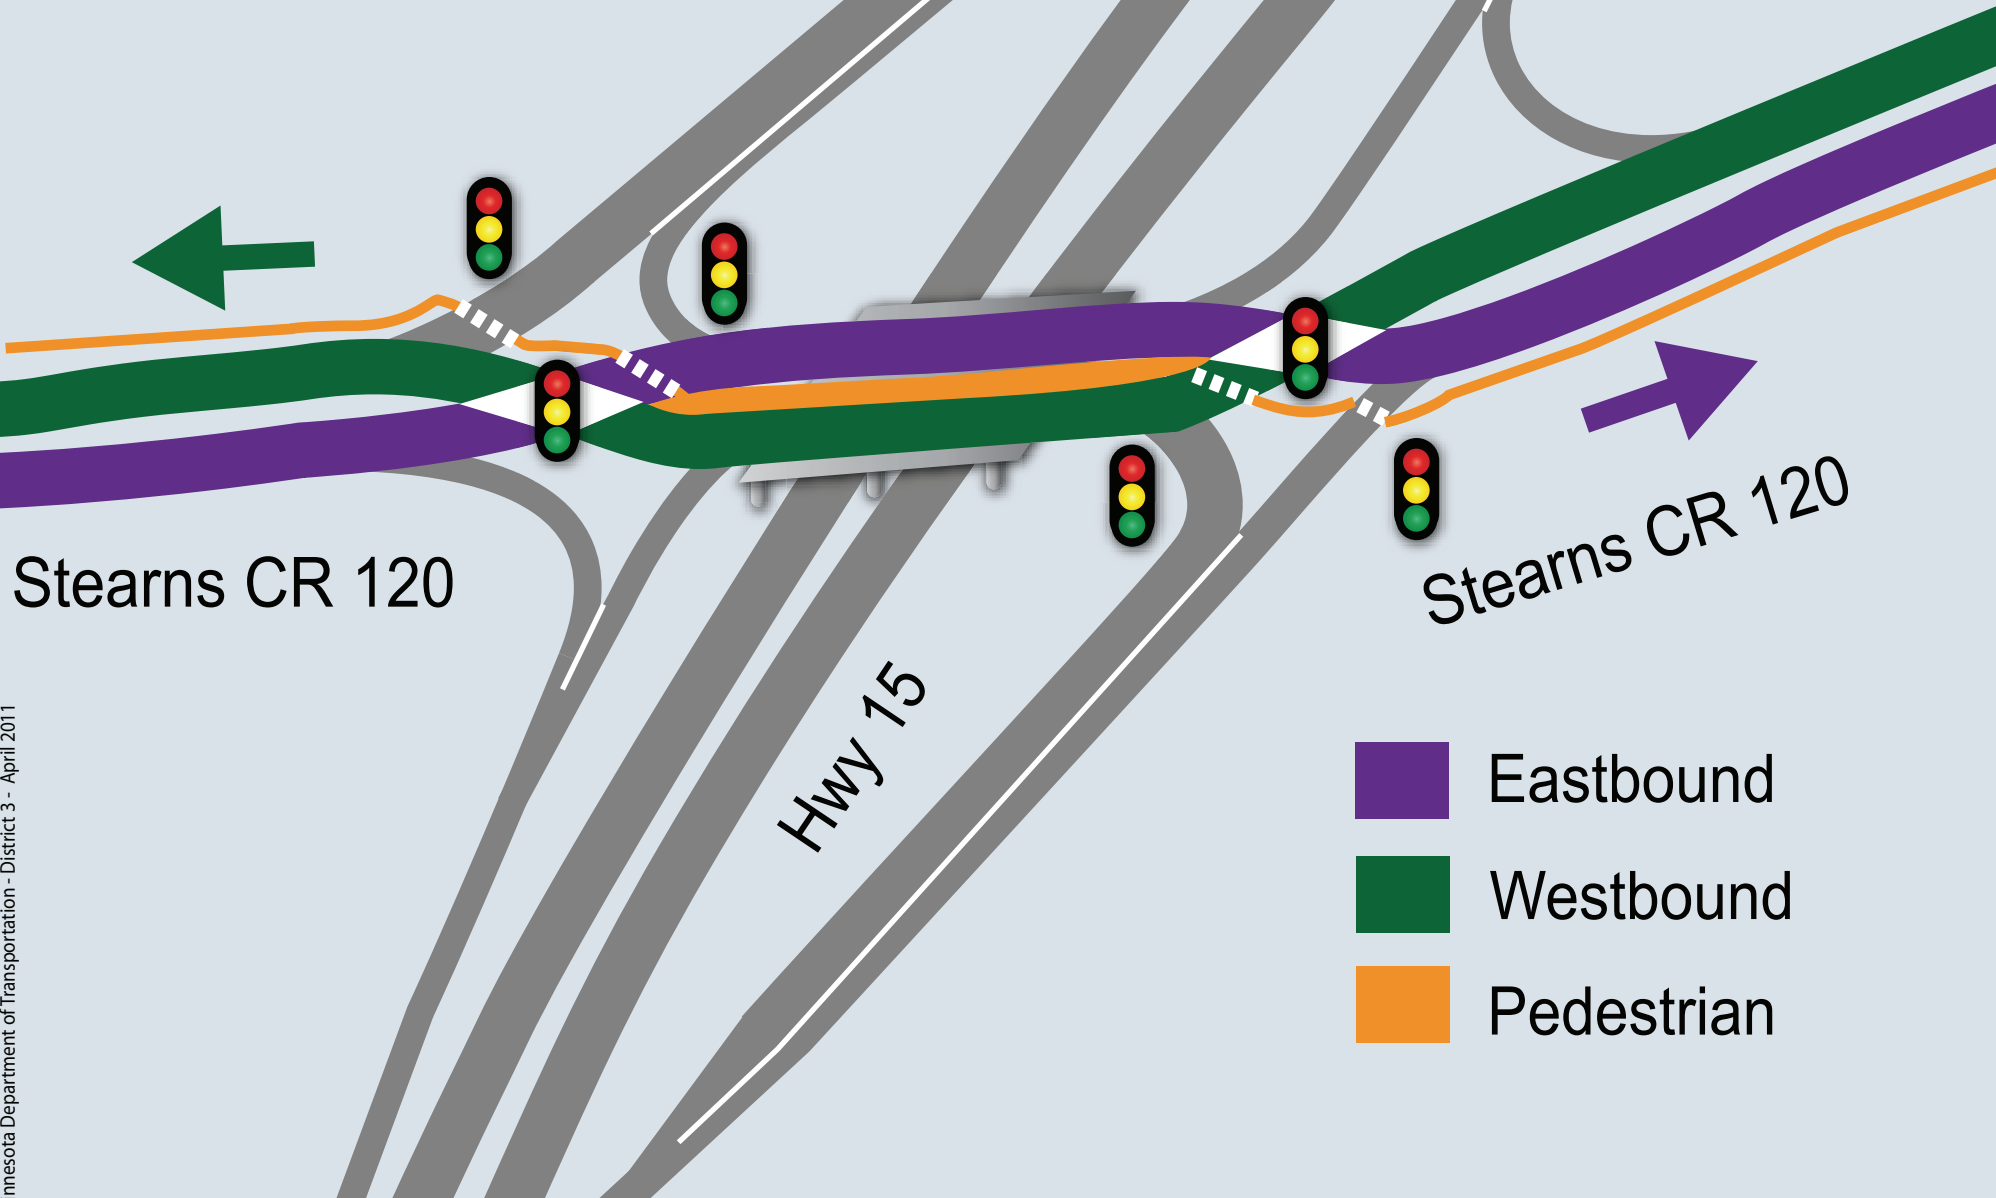 Stearns CR 120
Stearns CR 120
Hwy 15
Eastbound
Westbound
Pedestrian
nnesota Department of Transportation - District 3 - April 2011